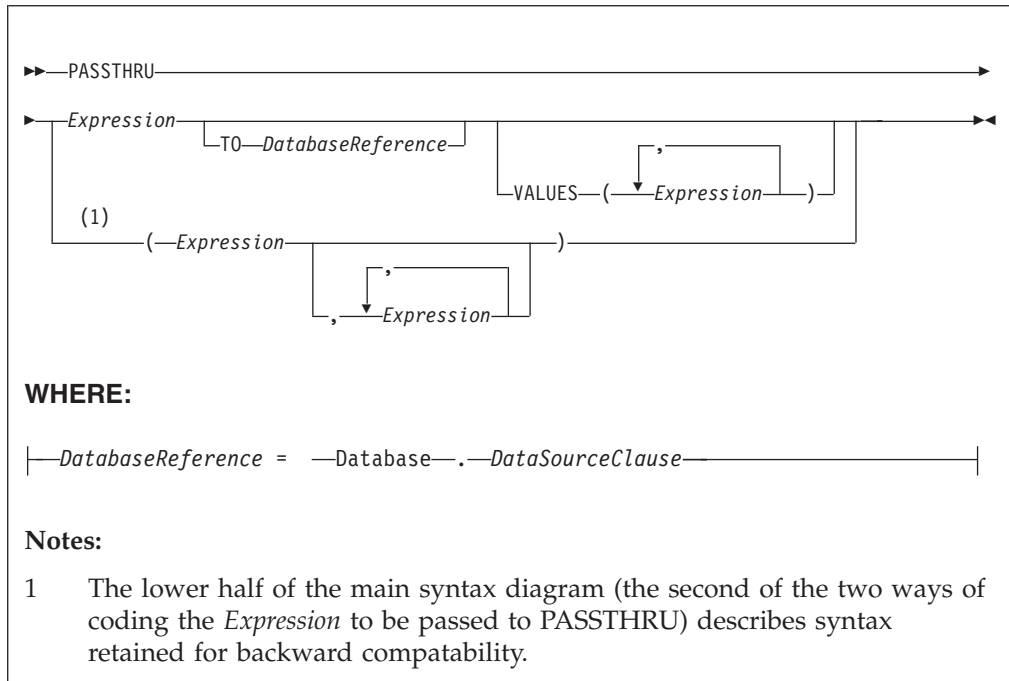 PASSTHRU
Expression
TO DatabaseReference
,
VALUES ( Expression )
(1)
( Expression )
,
, Expression
WHERE:
DatabaseReference = Database . DataSourceClause
Notes:
1 The lower half of the main syntax diagram (the second of the two ways of
coding the Expression to be passed to PASSTHRU) describes syntax
retained for backward compatability.